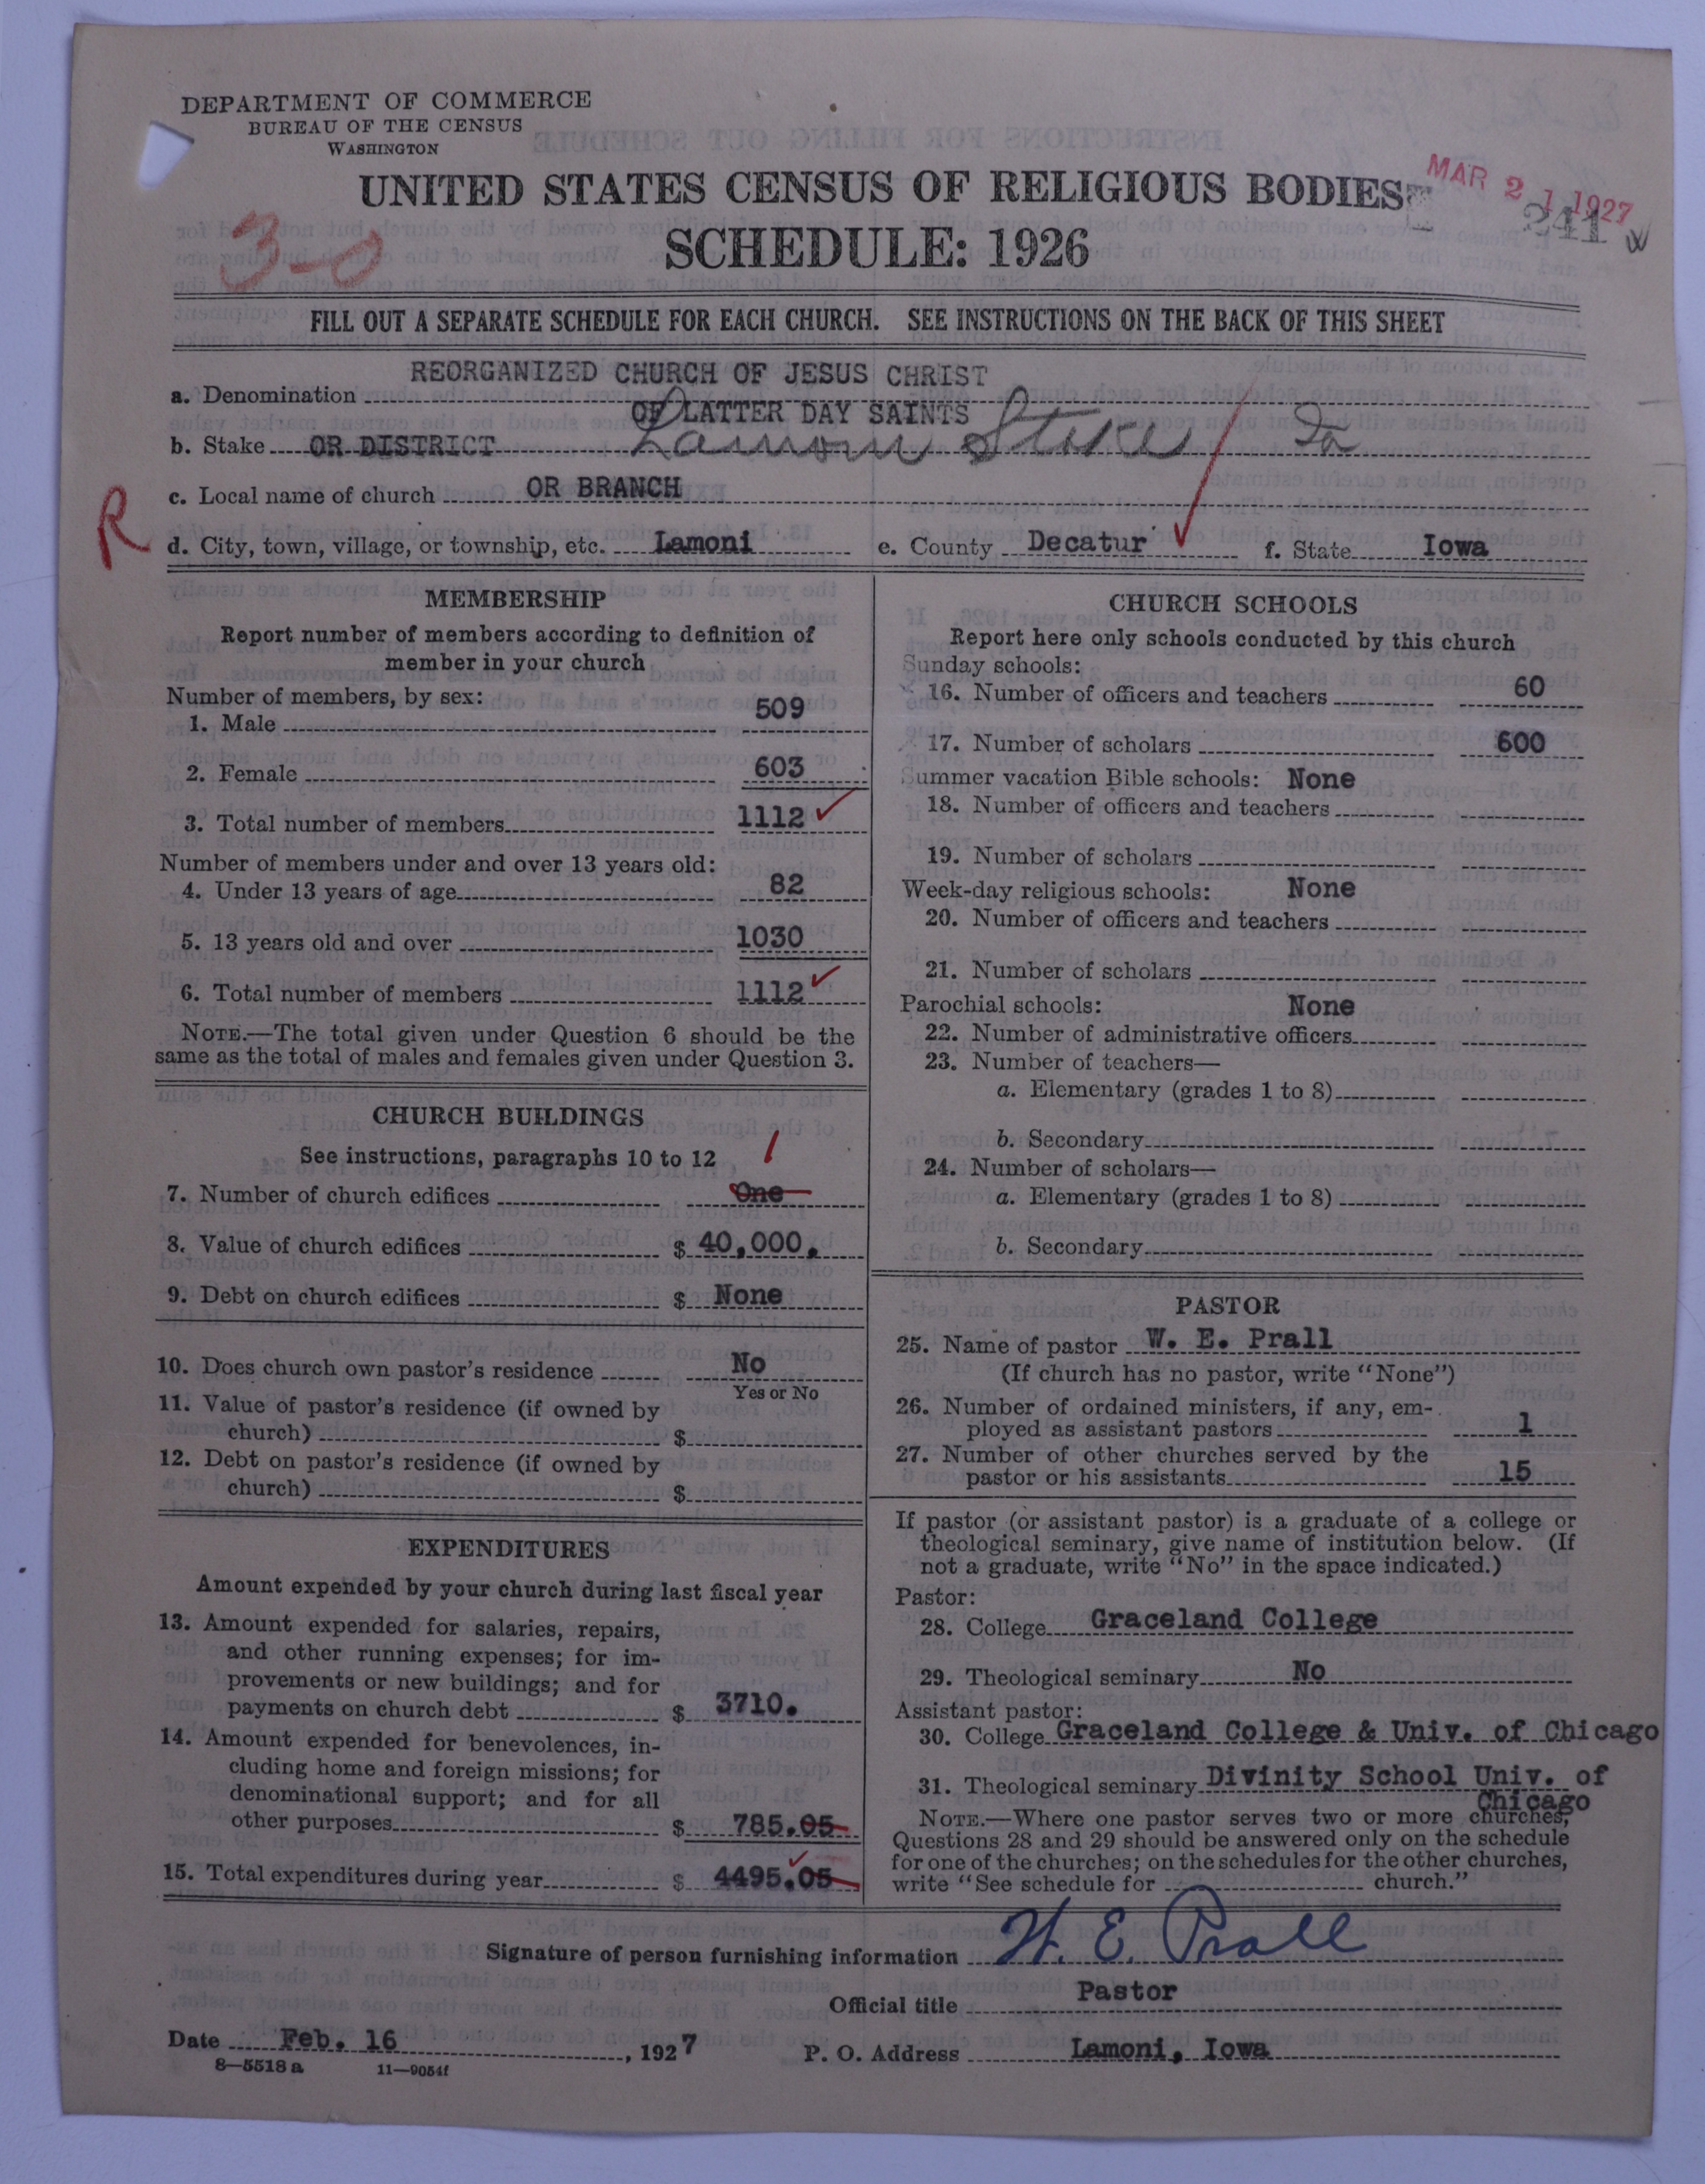 DEPARTMENT OF COMMERCE
BUREAU OF THE CENSUS
WASHINGTON
UNITED STATES CENSUS OF RELIGIOUS BODIES
MAR 21 1927
241
W
3-0
SCHEDULE: 1926
FILL OUT A SEPARATE SCHEDULE FOR EACH CHURCH. SEE INSTRUCTIONS ON THE BACK OF THIS SHEET
a. Denomination REORGANIZED CHURCH OF JESUS CHRIST
OF LATTER DAY SAINTS
b. Stake OR DISTRICT Lamoni Stake Ia
c. Local name of church OR BRANCH
R
d. City, town, village, or township, etc. Lamoni e. County Decatur f. State Iowa
MEMBERSHIP
Report number of members according to definition of
member in your church
Number of members, by sex:
1. Male 509
2. Female 603
3. Total number of members 1112 ✓
Number of members under and over 13 years old:
4. Under 13 years of age 82
5. 13 years old and over 1030
6. Total number of members 1112 ✓
NOTE.—The total given under Question 6 should be the
same as the total of males and females given under Question 3.
CHURCH BUILDINGS
See instructions, paragraphs 10 to 12
1
7. Number of church edifices One
8. Value of church edifices $ 40,000.
9. Debt on church edifices $ None
10. Does church own pastor's residence No
Yes or No
11. Value of pastor's residence (if owned by
church) $
12. Debt on pastor's residence (if owned by
church) $
EXPENDITURES
Amount expended by your church during last fiscal year
13. Amount expended for salaries, repairs,
and other running expenses; for im-
provements or new buildings; and for
payments on church debt $ 3710.
14. Amount expended for benevolences, in-
cluding home and foreign missions; for
denominational support; and for all
other purposes $ 785.05
15. Total expenditures during year $ 4495.05
CHURCH SCHOOLS
Report here only schools conducted by this church
Sunday schools:
16. Number of officers and teachers 60
17. Number of scholars 600
Summer vacation Bible schools: None
18. Number of officers and teachers
19. Number of scholars
Week-day religious schools: None
20. Number of officers and teachers
21. Number of scholars
Parochial schools: None
22. Number of administrative officers
23. Number of teachers—
a. Elementary (grades 1 to 8)
b. Secondary
24. Number of scholars—
a. Elementary (grades 1 to 8)
b. Secondary
PASTOR
25. Name of pastor W. E. Prall
(If church has no pastor, write "None")
26. Number of ordained ministers, if any, em-
ployed as assistant pastors 1
27. Number of other churches served by the
pastor or his assistants 15
If pastor (or assistant pastor) is a graduate of a college or
theological seminary, give name of institution below. (If
not a graduate, write "No" in the space indicated.)
Pastor:
28. College Graceland College
29. Theological seminary No
Assistant pastor:
30. College Graceland College & Univ. of Chicago
31. Theological seminary Divinity School Univ. of
Chicago
NOTE.—Where one pastor serves two or more churches,
Questions 28 and 29 should be answered only on the schedule
for one of the churches; on the schedules for the other churches,
write "See schedule for church."
Signature of person furnishing information W. E. Prall
Official title Pastor
Date Feb. 16, 1927 P. O. Address Lamoni, Iowa
8—5518 a 11—9054f